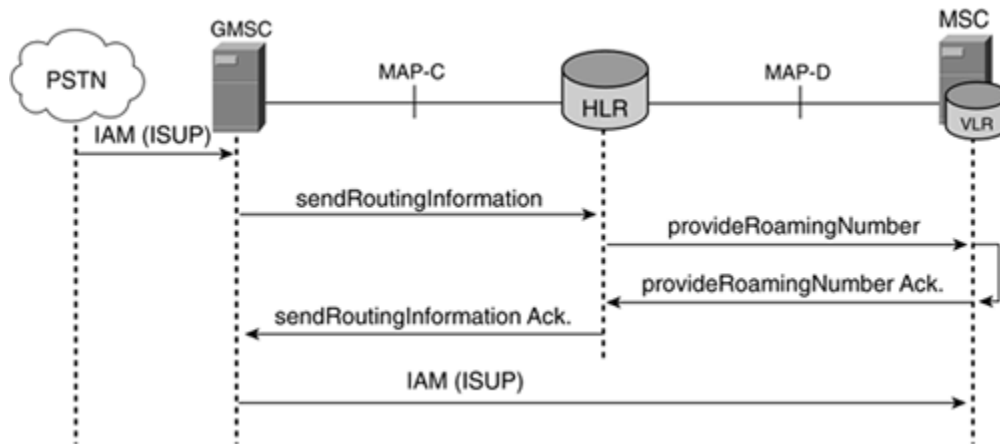 GMSC
MSC
PSTN
MAP-C
MAP-D
HLR
VLR
IAM (ISUP)
sendRoutingInformation
provideRoamingNumber
provideRoamingNumber Ack.
sendRoutingInformation Ack.
IAM (ISUP)